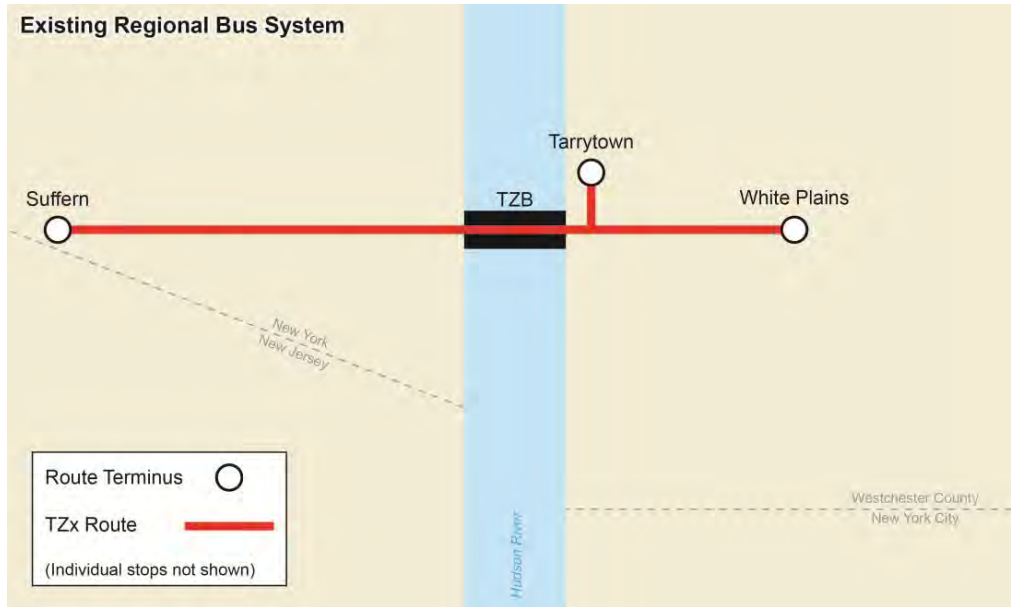 Existing Regional Bus System
Tarrytown
Suffern
TZB
White Plains
New York
New Jersey
Route Terminus
TZx Route
(Individual stops not shown)
Westchester County
New York City
Hudson River